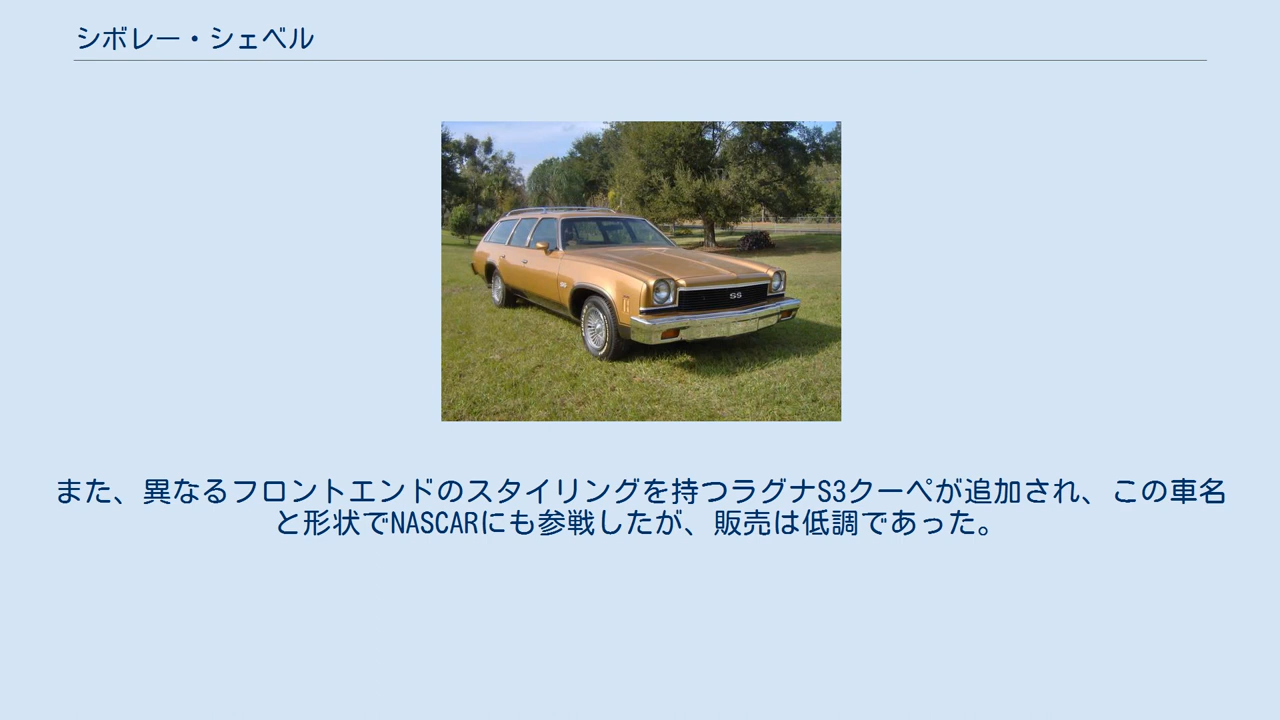 シボレー・シェベル
SS
また、異なるフロントエンドのスタイリングを持つラグナS3クーペが追加され、この車名
と形状でNASCARにも参戦したが、販売は低調であった。